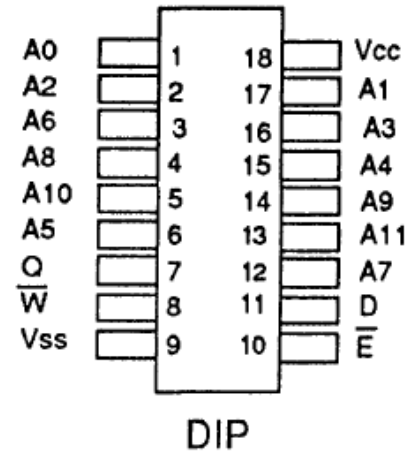 A0 1 18 Vcc
A2 2 17 A1
A6 3 16 A3
A8 4 15 A4
A10 5 14 A9
A5 6 13 A11
Q 7 12 A7
W̅ 8 11 D
Vss 9 10 E̅
DIP